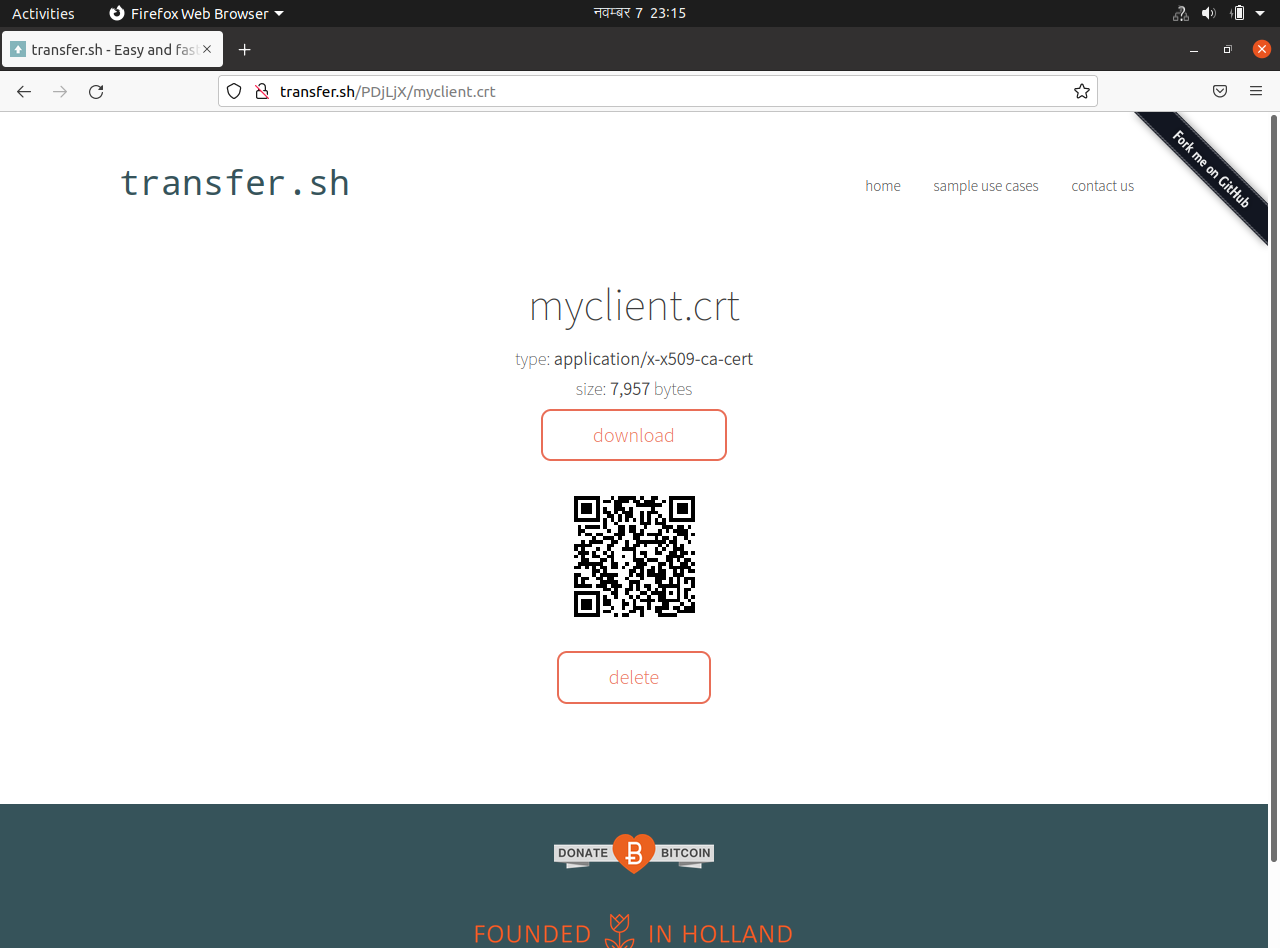 Activities
Firefox Web Browser
नवम्बर 7 23:15
transfer.sh - Easy and fas
transfer.sh/PDjLjX/myclient.crt
Fork me on GitHub
transfer.sh
home
sample use cases
contact us
myclient.crt
type: application/x-x509-ca-cert
size: 7,957 bytes
download
delete
DONATE BITCOIN
FOUNDED IN HOLLAND